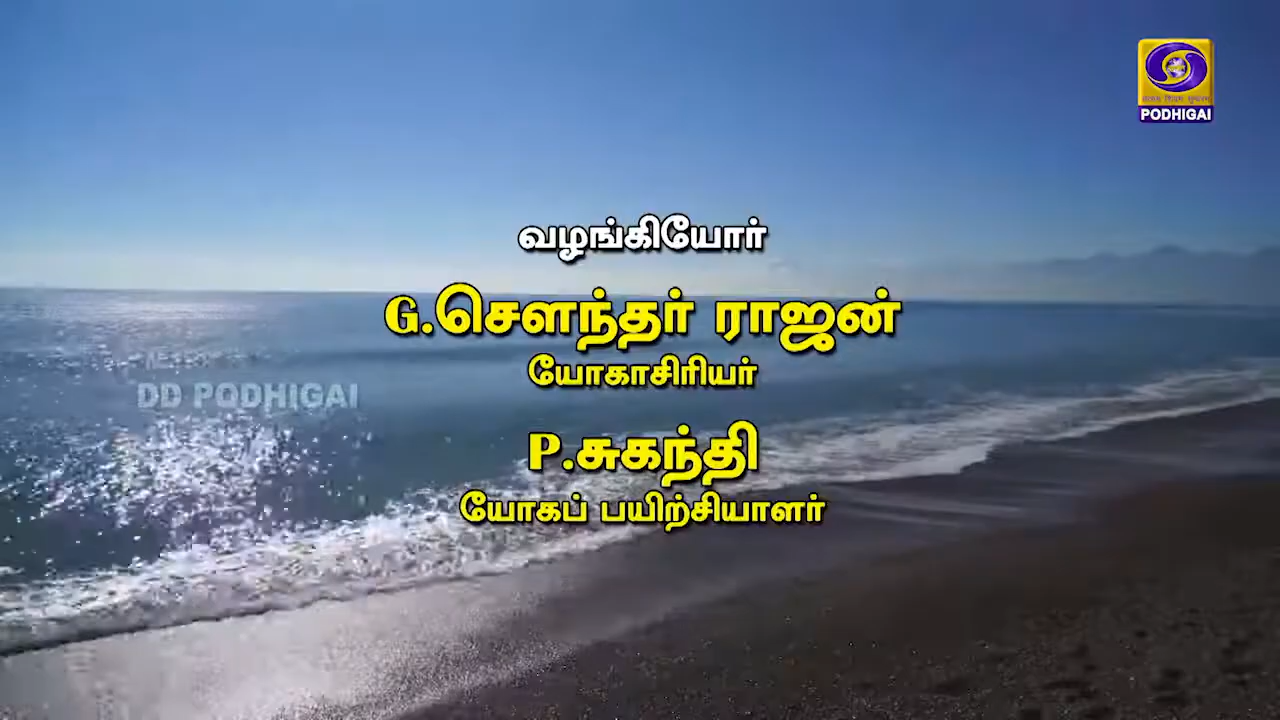 PODHIGAI
வழங்கியோர்
G.சௌந்தர் ராஜன்
யோகாசிரியர்
DD PODHIGAI
P.சுகந்தி
யோகப் பயிற்சியாளர்